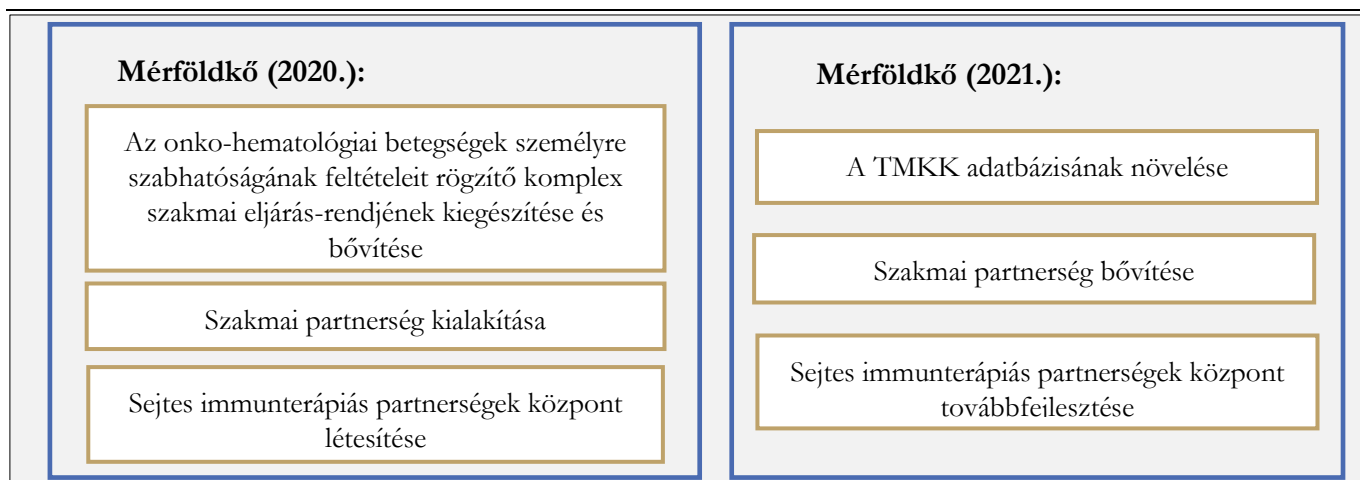 Mérföldkő (2020.):
Az onko-hematológiai betegségek személyre
szabhatóságának feltételeit rögzítő komplex
szakmai eljárás-rendjének kiegészítése és
bővítése
Szakmai partnerség kialakítása
Sejtes immunterápiás partnerségek központ
létesítése
Mérföldkő (2021.):
A TMKK adatbázisának növelése
Szakmai partnerség bővítése
Sejtes immunterápiás partnerségek központ
továbbfejlesztése